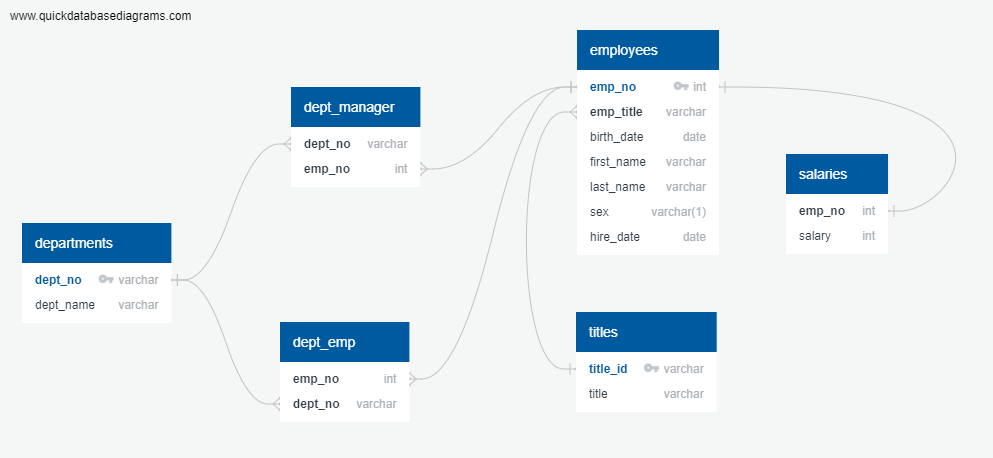 www.quickdatabasediagrams.com
employees
emp_no int
emp_title varchar
birth_date date
first_name varchar
last_name varchar
sex varchar(1)
hire_date date
dept_manager
dept_no varchar
emp_no int
salaries
emp_no int
salary int
departments
dept_no varchar
dept_name varchar
dept_emp
emp_no int
dept_no varchar
titles
title_id varchar
title varchar